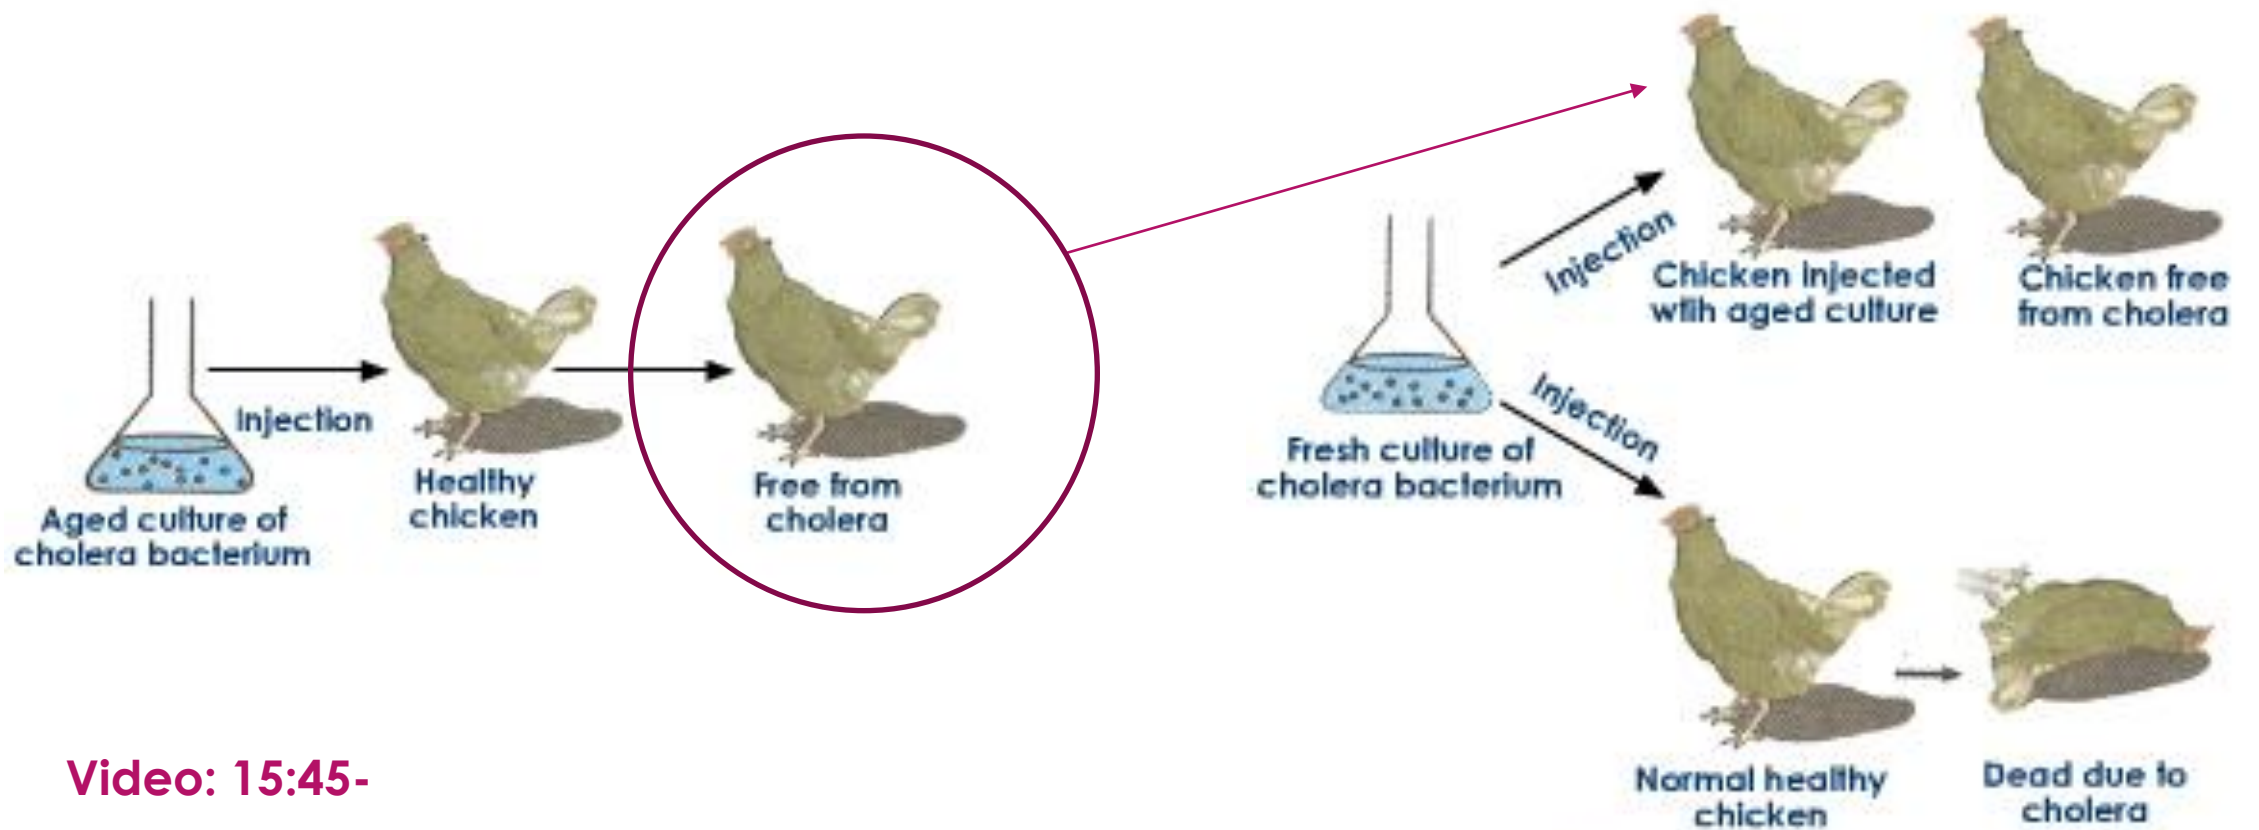 Injection
Aged culture of
cholera bacterium
Healthy
chicken
Free from
cholera
Fresh culture of
cholera bacterium
Injection
Chicken injected
wtih aged culture
Chicken free
from cholera
Injection
Normal healthy
chicken
Dead due to
cholera
Video: 15:45-